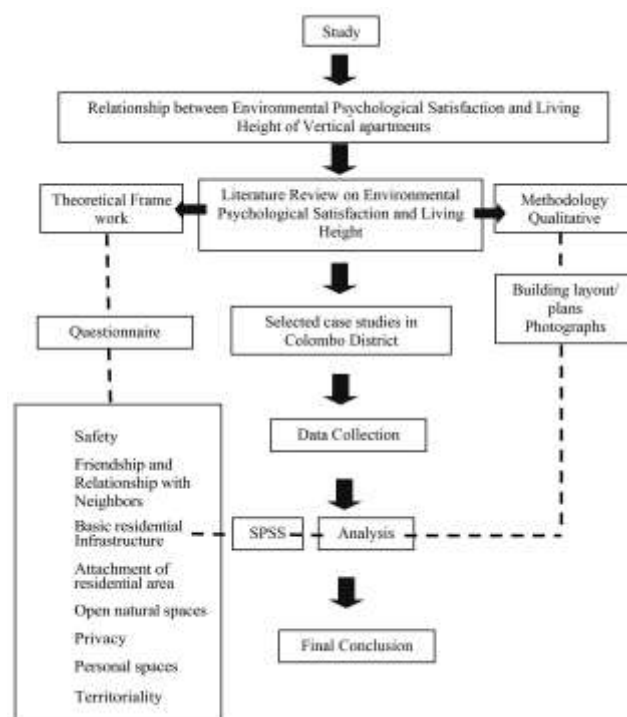 Study
Relationship between Environmental Psychological Satisfaction and Living
Height of Vertical apartments
Theoretical Frame
work
Literature Review on Environmental
Psychological Satisfaction and Living
Height
Methodology
Qualitative
Building layout/
plans
Photographs
Questionnaire
Selected case studies in
Colombo District
Data Collection
Safety
Friendship and
Relationship with
Neighbors
Basic residential
Infrastructure
Attachment of
residential area
Open natural spaces
Privacy
Personal spaces
Territoriality
SPSS
Analysis
Final Conclusion